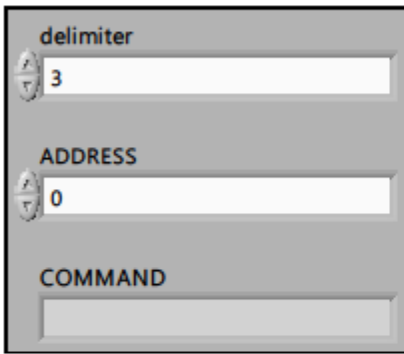 delimiter
3
ADDRESS
0
COMMAND